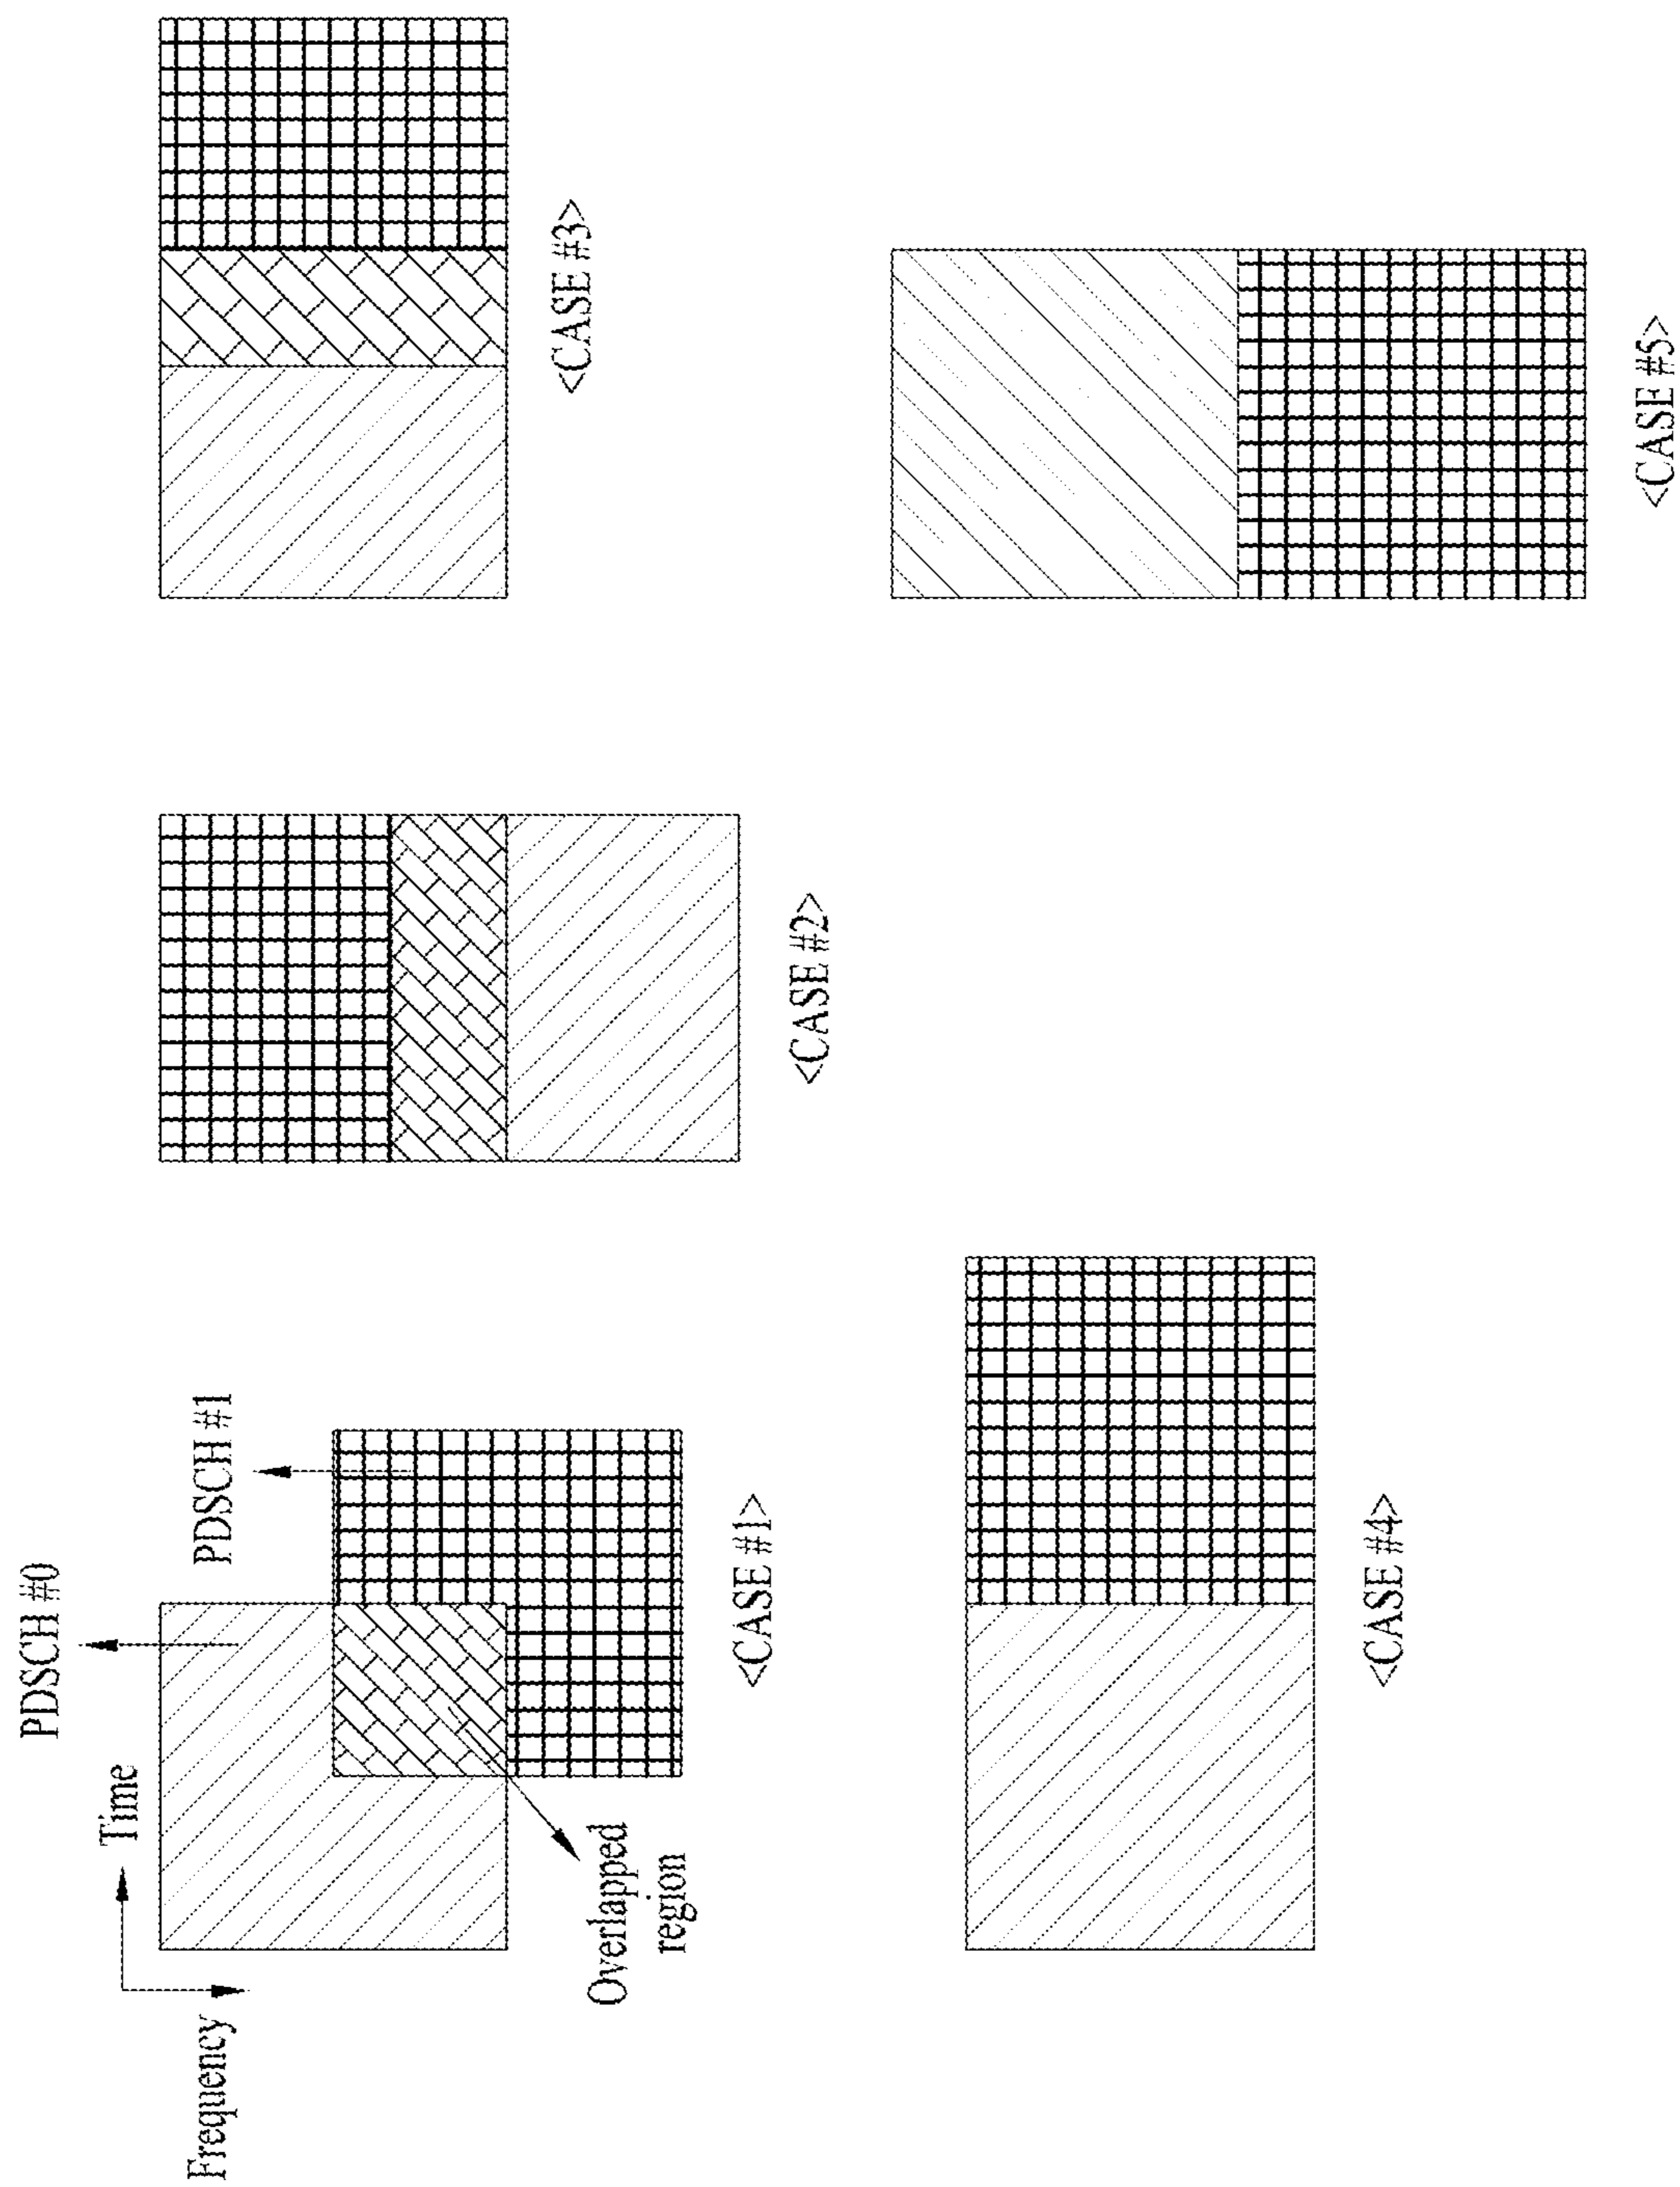 PDSCH #0
Time
Frequency
PDSCH #1
Overlapped
region
<CASE #1>
<CASE #2>
<CASE #3>
<CASE #4>
<CASE #5>